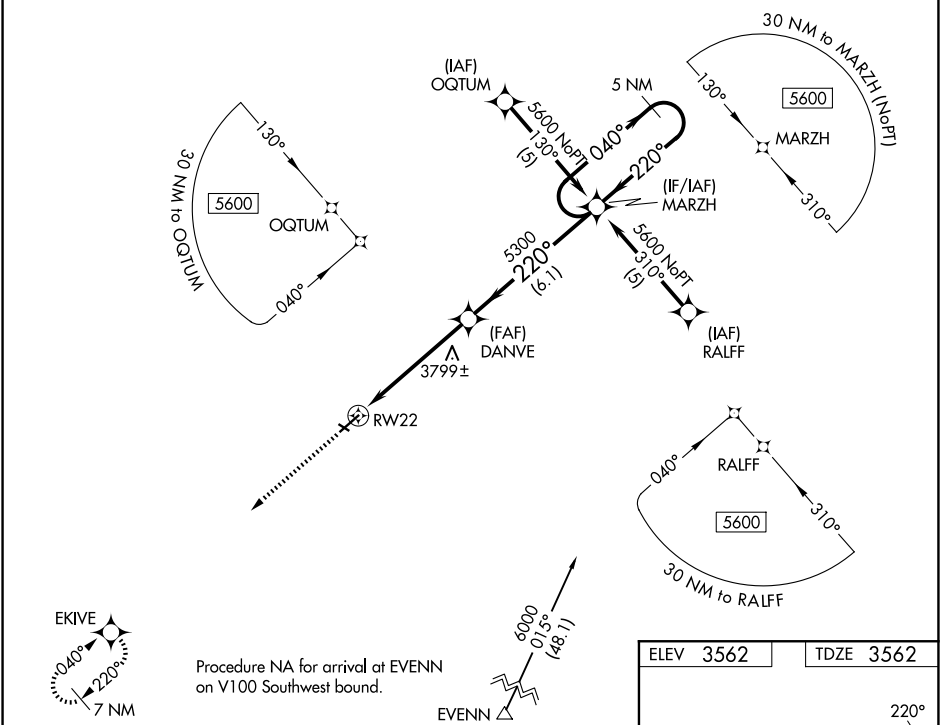 30 NM to MARZH (NoPT)
130°
5600
MARZH
310°
(IAF)
OQTUM
5 NM
5600 NoPT
130°
(5)
040°
220°
(IF/IAF)
MARZH
130°
30 NM to OQTUM
5600
OQTUM
040°
5300
220°
(6.1)
5600 NoPT
310°
(5)
(IAF)
RALFF
(FAF)
DANVE
3799±
RW22
040°
RALFF
310°
5600
30 NM to RALFF
6000
015°
(48.1)
EKIVE
040°
220°
7 NM
Procedure NA for arrival at EVENN
on V100 Southwest bound.
EVENN
ELEV 3562
TDZE 3562
220°